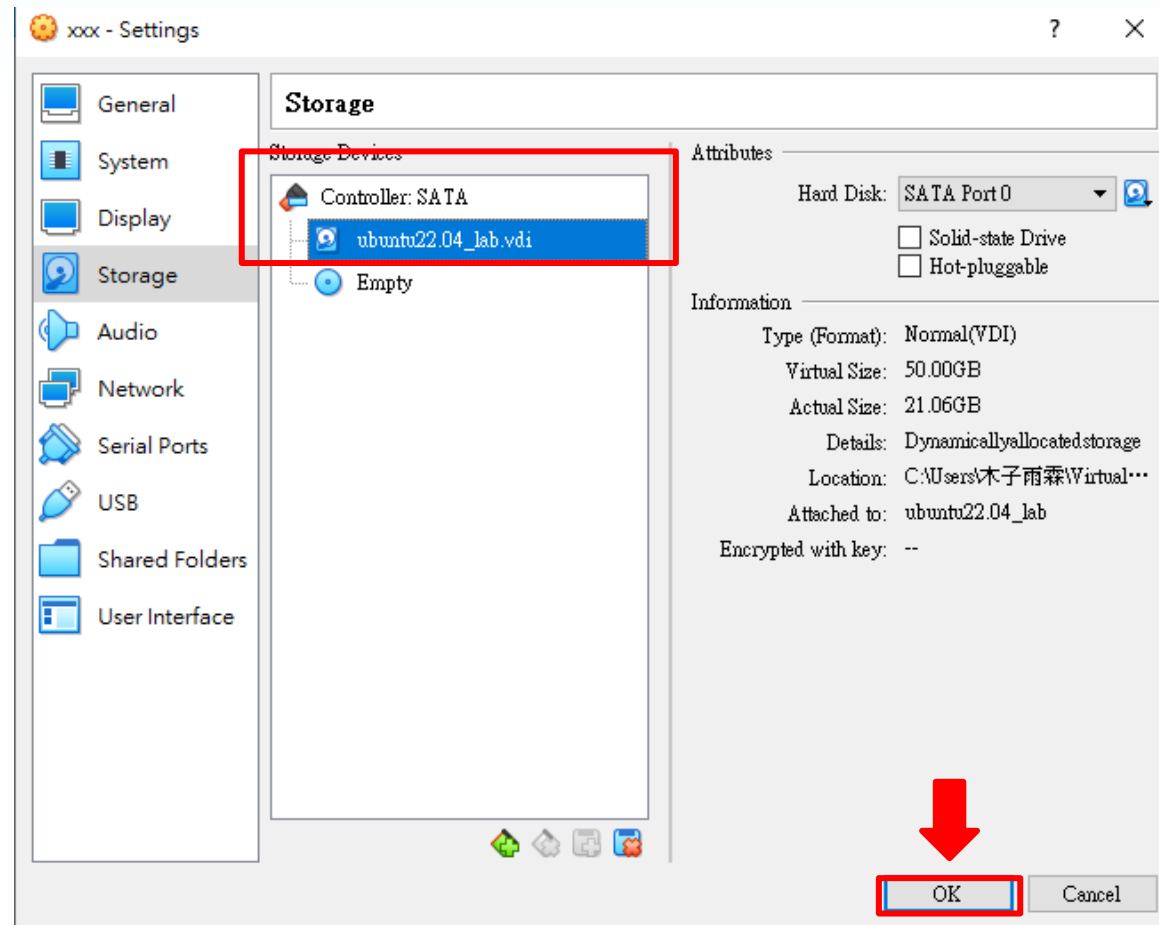 xxx - Settings
?
General
System
Display
Storage
Audio
Network
Serial Ports
USB
Shared Folders
User Interface
Storage
Storage Devices
Controller: SATA
ubuntu22.04_lab.vdi
Empty
Attributes
Hard Disk: SATA Port 0
Solid-state Drive
Hot-pluggable
Information
Type (Format): Normal(VDI)
Virtual Size: 50.00GB
Actual Size: 21.06GB
Details: Dynamicallyallocatedstorage
Location: C:\Users\木子雨霖\Virtual⋯
Attached to: ubuntu22.04_lab
Encrypted with key: --
OK
Cancel